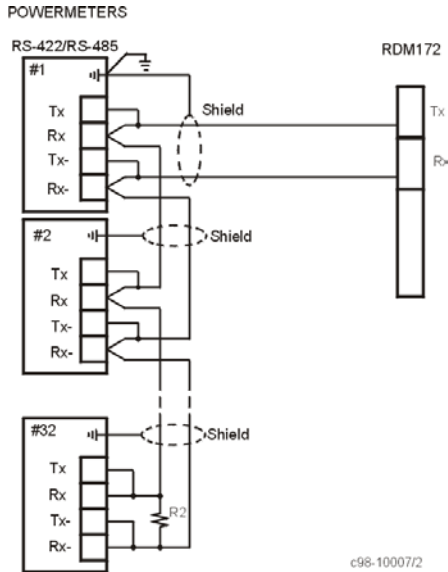 POWERMETERS
RS-422/RS-485
RDM172
#1
Tx
Rx
Tx-
Rx-
Shield
Tx
Rx
#2
Shield
Tx
Rx
Tx-
Rx-
#32
Shield
Tx
Rx
Tx-
Rx-
R2
c98-10007/2